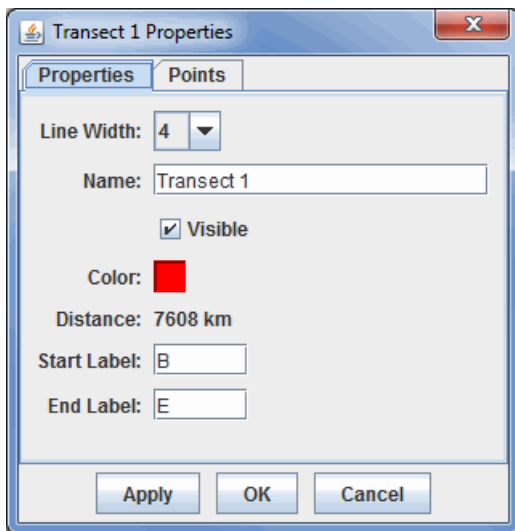 Transect 1 Properties
Properties Points
Line Width: 4
Name: Transect 1
Visible
Color:
Distance: 7608 km
Start Label: B
End Label: E
Apply OK Cancel